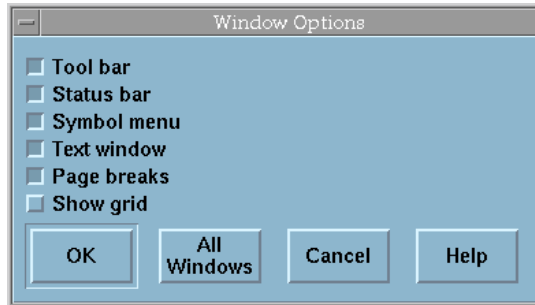 Window Options
Tool bar
Status bar
Symbol menu
Text window
Page breaks
Show grid
OK
All
Windows
Cancel
Help